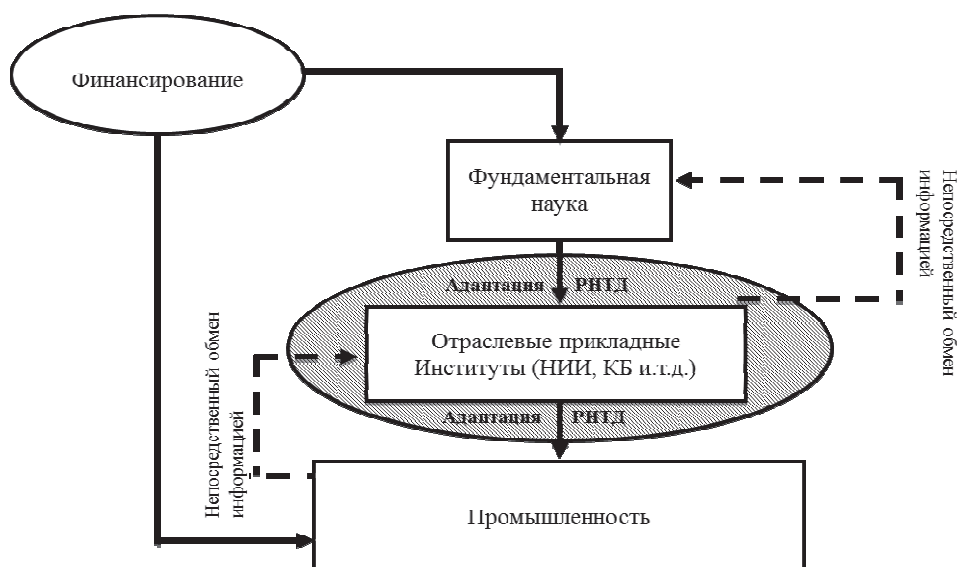 Финансирование
Фундаментальная
наука
Непосредственный обмен
информацией
Адаптация РНТД
Отраслевые прикладные
Институты (НИИ, КБ и.т.д.)
Адаптация РНТД
Непосредственный обмен
информацией
Промышленность